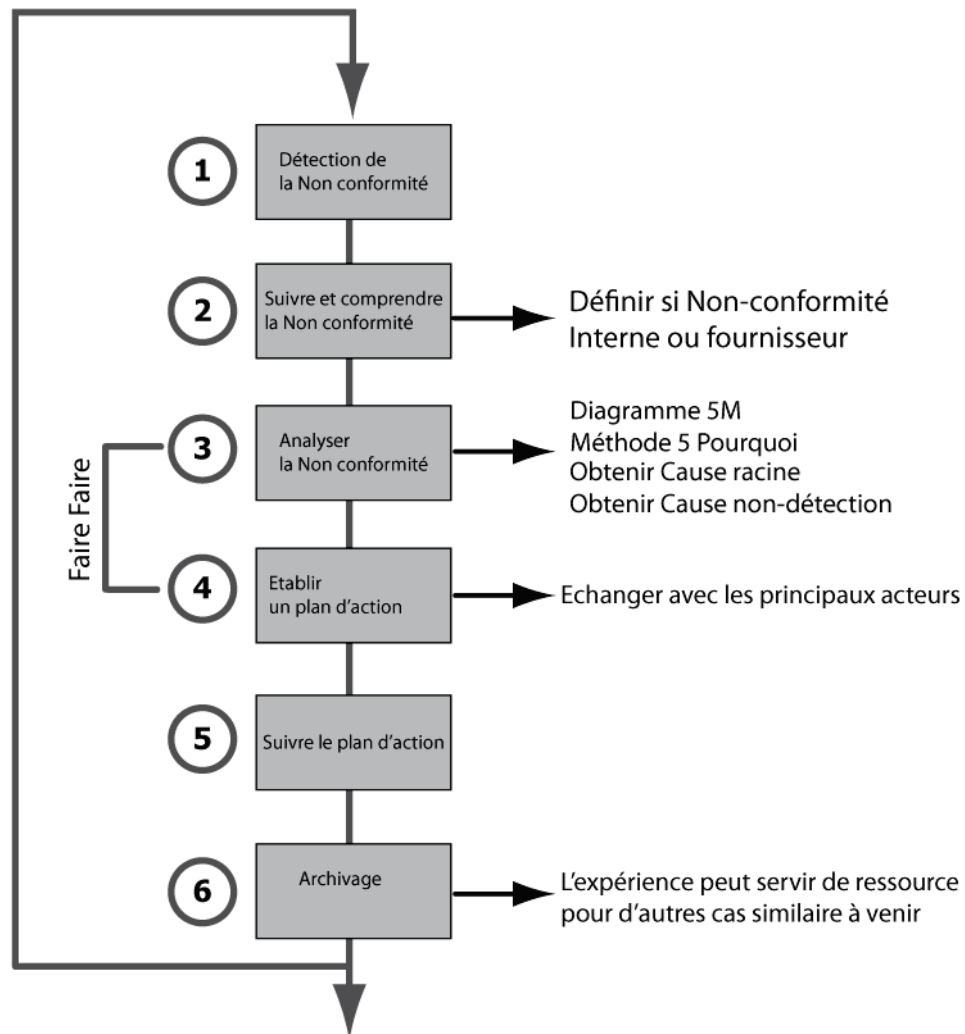 1
Détection de
la Non conformité
2
Suivre et comprendre
la Non conformité
Définir si Non-conformité
Interne ou fournisseur
Faire Faire
3
Analyser
la Non conformité
Diagramme 5M
Méthode 5 Pourquoi
Obtenir Cause racine
Obtenir Cause non-détection
4
Etablir
un plan d'action
Echanger avec les principaux acteurs
5
Suivre le plan d'action
6
Archivage
L'expérience peut servir de ressource
pour d'autres cas similaire à venir